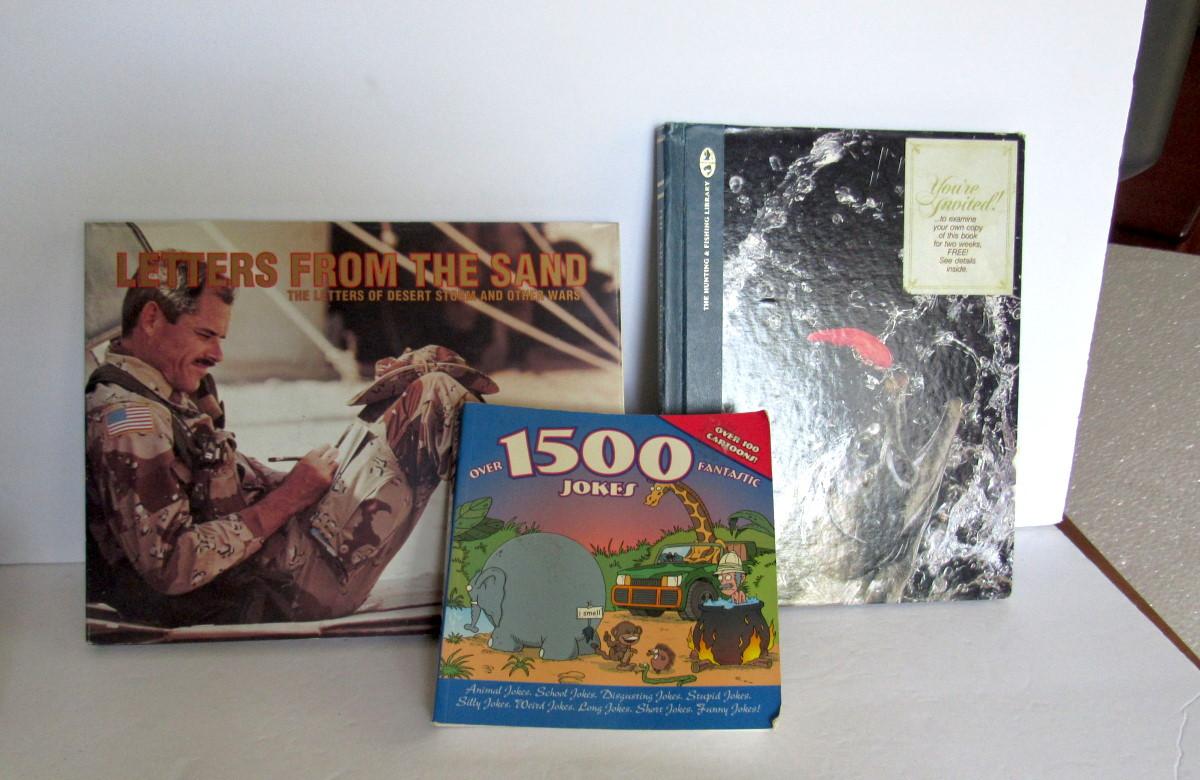 LETTERS FROM THE SAND
THE LETTERS OF DESERT STORM AND OTHER WARS
OVER 1500 FANTASTIC
JOKES
OVER 100
CARTOONS!
i smell
Animal Jokes. School Jokes. Disgusting Jokes. Stupid Jokes.
Silly Jokes. Weird Jokes. Long Jokes. Short Jokes. Funny Jokes!
THE HUNTING & FISHING LIBRARY
You're
Invited!
...to examine
your own copy
of this book
for two weeks,
FREE!
See details
inside.